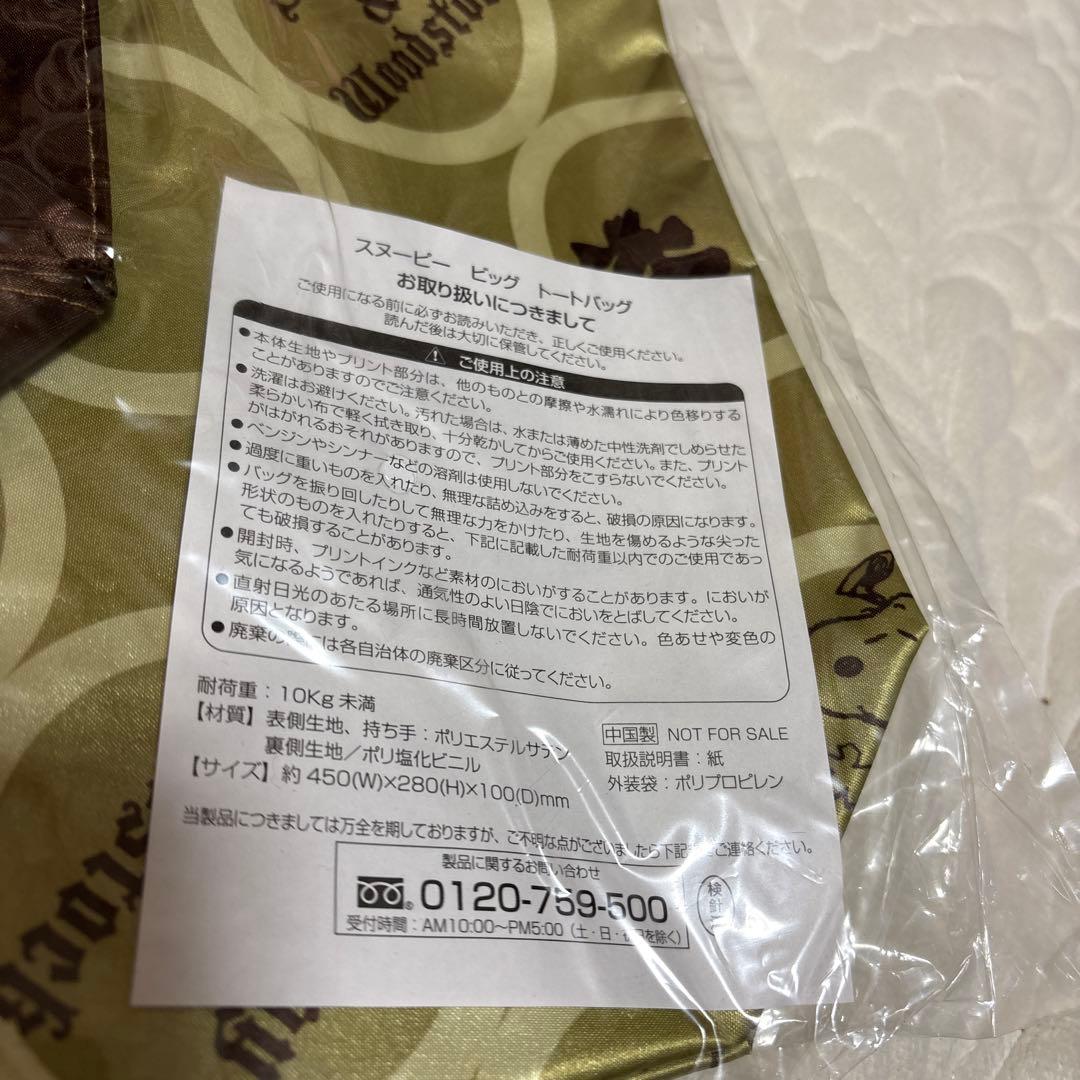 & Woodstock
スヌーピー ビッグ トートバッグ
お取り扱いにつきまして
ご使用になる前に必ずお読みいただき、正しくご使用ください。
読んだ後は大切に保管してください。
⚠ ご使用上の注意
●本体生地やプリント部分は、他のものとの摩擦や水濡れにより色移りする
ことがありますのでご注意ください。
●洗濯はお避けください。汚れた場合は、水または薄めた中性洗剤でしめらせた
柔らかい布で軽く拭き取り、十分乾かしてからご使用ください。また、プリント
がはがれるおそれがありますので、プリント部分をこすらないでください。
●ベンジンやシンナーなどの溶剤は使用しないでください。
●過度に重いものを入れたり、無理な詰め込みをすると、破損の原因になります。
●バッグを振り回したりして無理な力をかけたり、生地を傷めるような尖った
形状のものを入れたりすると、下記に記載した耐荷重以内でのご使用であっ
ても破損することがあります。
●開封時、プリントインクなど素材のにおいがすることがあります。においが
気になるようであれば、通気性のよい日陰でにおいをとばしてください。
●直射日光のあたる場所に長時間放置しないでください。色あせや変色の
原因となります。
●廃棄の際は各自治体の廃棄区分に従ってください。
耐荷重：10Kg未満
【材質】表側生地、持ち手：ポリエステルサテン
裏側生地／ポリ塩化ビニル
【サイズ】約450(W)×280(H)×100(D)mm
中国製 NOT FOR SALE
取扱説明書：紙
外装袋：ポリプロピレン
当製品につきましては万全を期しておりますが、ご不明な点がございましたら下記までご連絡ください。
製品に関するお問い合わせ
0120-759-500
受付時間：AM10:00～PM5:00（土・日・祝日を除く）
検針